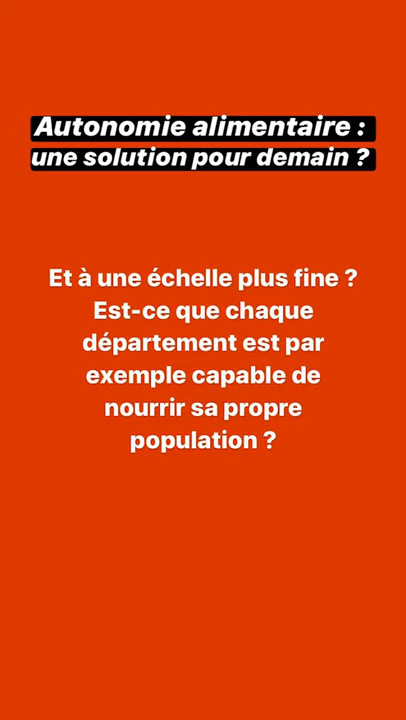 Autonomie alimentaire :
une solution pour demain ?
Et à une échelle plus fine ?
Est-ce que chaque
département est par
exemple capable de
nourrir sa propre
population ?